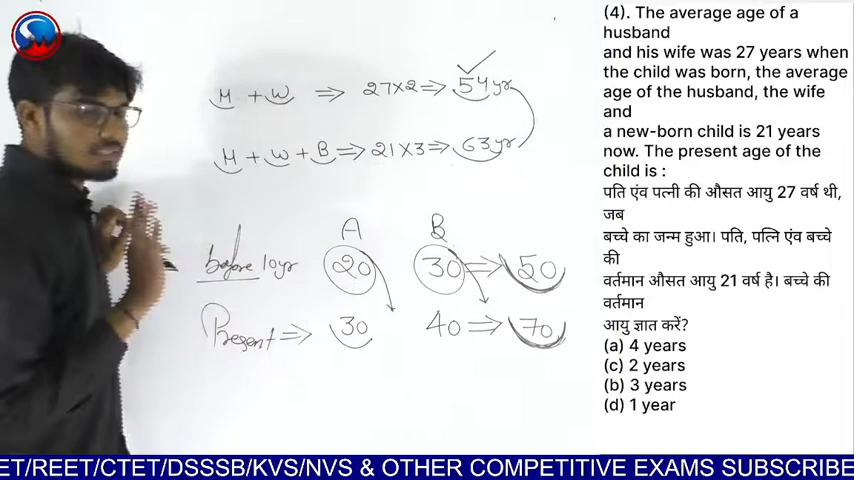 M + W ⇒ 27×2 ⇒ 54yr
M + W + B ⇒ 21×3 ⇒ 63yr
A B
before 10yr 20 30 ⇒ 50
Present ⇒ 30 40 ⇒ 70
(4). The average age of a
husband
and his wife was 27 years when
the child was born, the average
age of the husband, the wife
and
a new-born child is 21 years
now. The present age of the
child is :
पति एंव पत्नी की औसत आयु 27 वर्ष थी,
जब
बच्चे का जन्म हुआ। पति, पत्नि एंव बच्चे
की
वर्तमान औसत आयु 21 वर्ष है। बच्चे की
वर्तमान
आयु ज्ञात करें?
(a) 4 years
(c) 2 years
(b) 3 years
(d) 1 year
ET/REET/CTET/DSSSB/KVS/NVS & OTHER COMPETITIVE EXAMS SUBSCRIBE